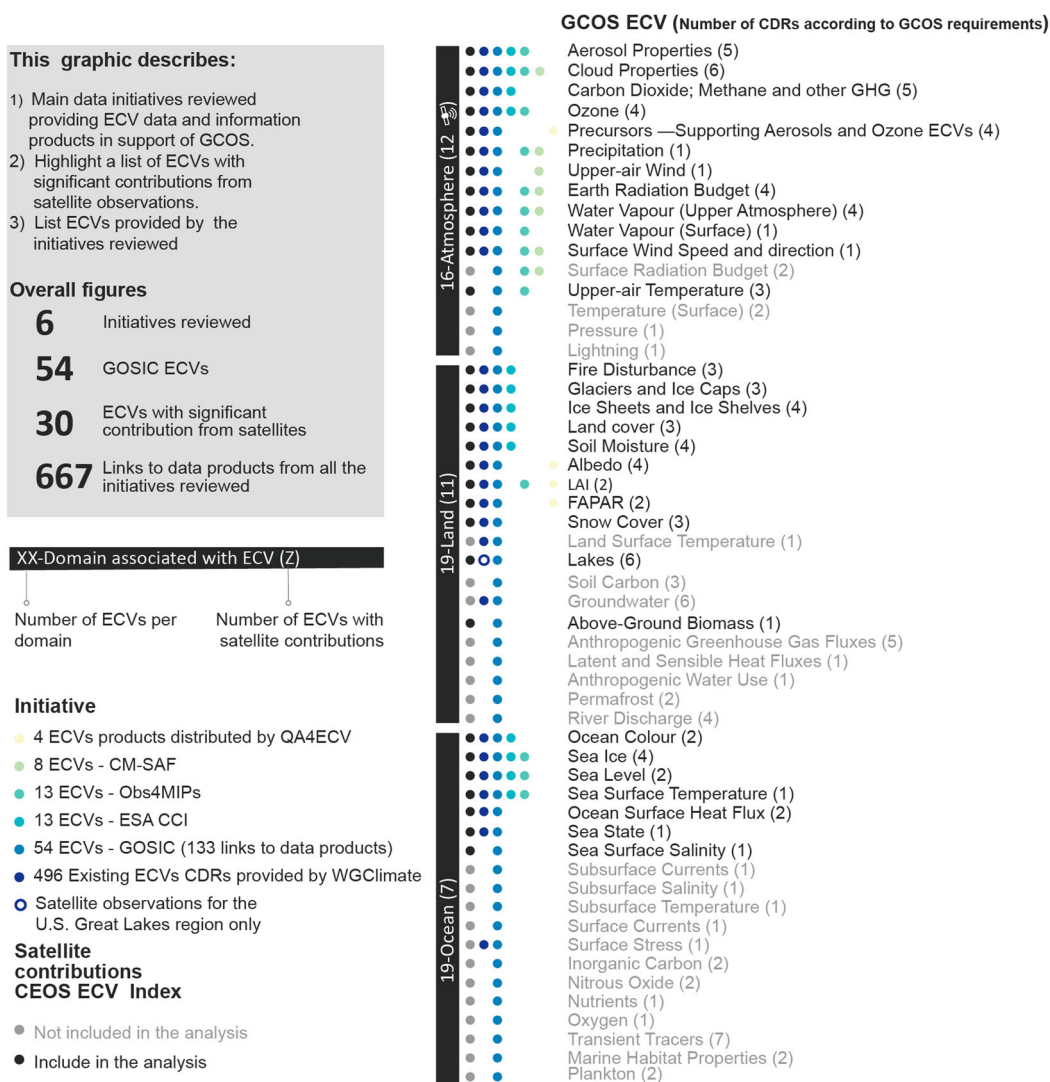 GCOS ECV (Number of CDRs according to GCOS requirements)
This graphic describes:
1) Main data initiatives reviewed
providing ECV data and information
products in support of GCOS.
2) Highlight a list of ECVs with
significant contributions from
satellite observations.
3) List ECVs provided by the
initiatives reviewed
Overall figures
6 Initiatives reviewed
54 GOSIC ECVs
30 ECVs with significant
contribution from satellites
667 Links to data products from all the
initiatives reviewed
XX-Domain associated with ECV (Z)
Number of ECVs per
domain
Number of ECVs with
satellite contributions
Initiative
4 ECVs products distributed by QA4ECV
8 ECVs - CM-SAF
13 ECVs - Obs4MIPs
13 ECVs - ESA CCI
54 ECVs - GOSIC (133 links to data products)
496 Existing ECVs CDRs provided by WGClimate
Satellite observations for the
U.S. Great Lakes region only
Satellite
contributions
CEOS ECV Index
Not included in the analysis
Include in the analysis
16-Atmosphere (12 )
Aerosol Properties (5)
Cloud Properties (6)
Carbon Dioxide; Methane and other GHG (5)
Ozone (4)
Precursors —Supporting Aerosols and Ozone ECVs (4)
Precipitation (1)
Upper-air Wind (1)
Earth Radiation Budget (4)
Water Vapour (Upper Atmosphere) (4)
Water Vapour (Surface) (1)
Surface Wind Speed and direction (1)
Surface Radiation Budget (2)
Upper-air Temperature (3)
Temperature (Surface) (2)
Pressure (1)
Lightning (1)
19-Land (11)
Fire Disturbance (3)
Glaciers and Ice Caps (3)
Ice Sheets and Ice Shelves (4)
Land cover (3)
Soil Moisture (4)
Albedo (4)
LAI (2)
FAPAR (2)
Snow Cover (3)
Land Surface Temperature (1)
Lakes (6)
Soil Carbon (3)
Groundwater (6)
Above-Ground Biomass (1)
Anthropogenic Greenhouse Gas Fluxes (5)
Latent and Sensible Heat Fluxes (1)
Anthropogenic Water Use (1)
Permafrost (2)
River Discharge (4)
19-Ocean (7)
Ocean Colour (2)
Sea Ice (4)
Sea Level (2)
Sea Surface Temperature (1)
Ocean Surface Heat Flux (2)
Sea State (1)
Sea Surface Salinity (1)
Subsurface Currents (1)
Subsurface Salinity (1)
Subsurface Temperature (1)
Surface Currents (1)
Surface Stress (1)
Inorganic Carbon (2)
Nitrous Oxide (2)
Nutrients (1)
Oxygen (1)
Transient Tracers (7)
Marine Habitat Properties (2)
Plankton (2)